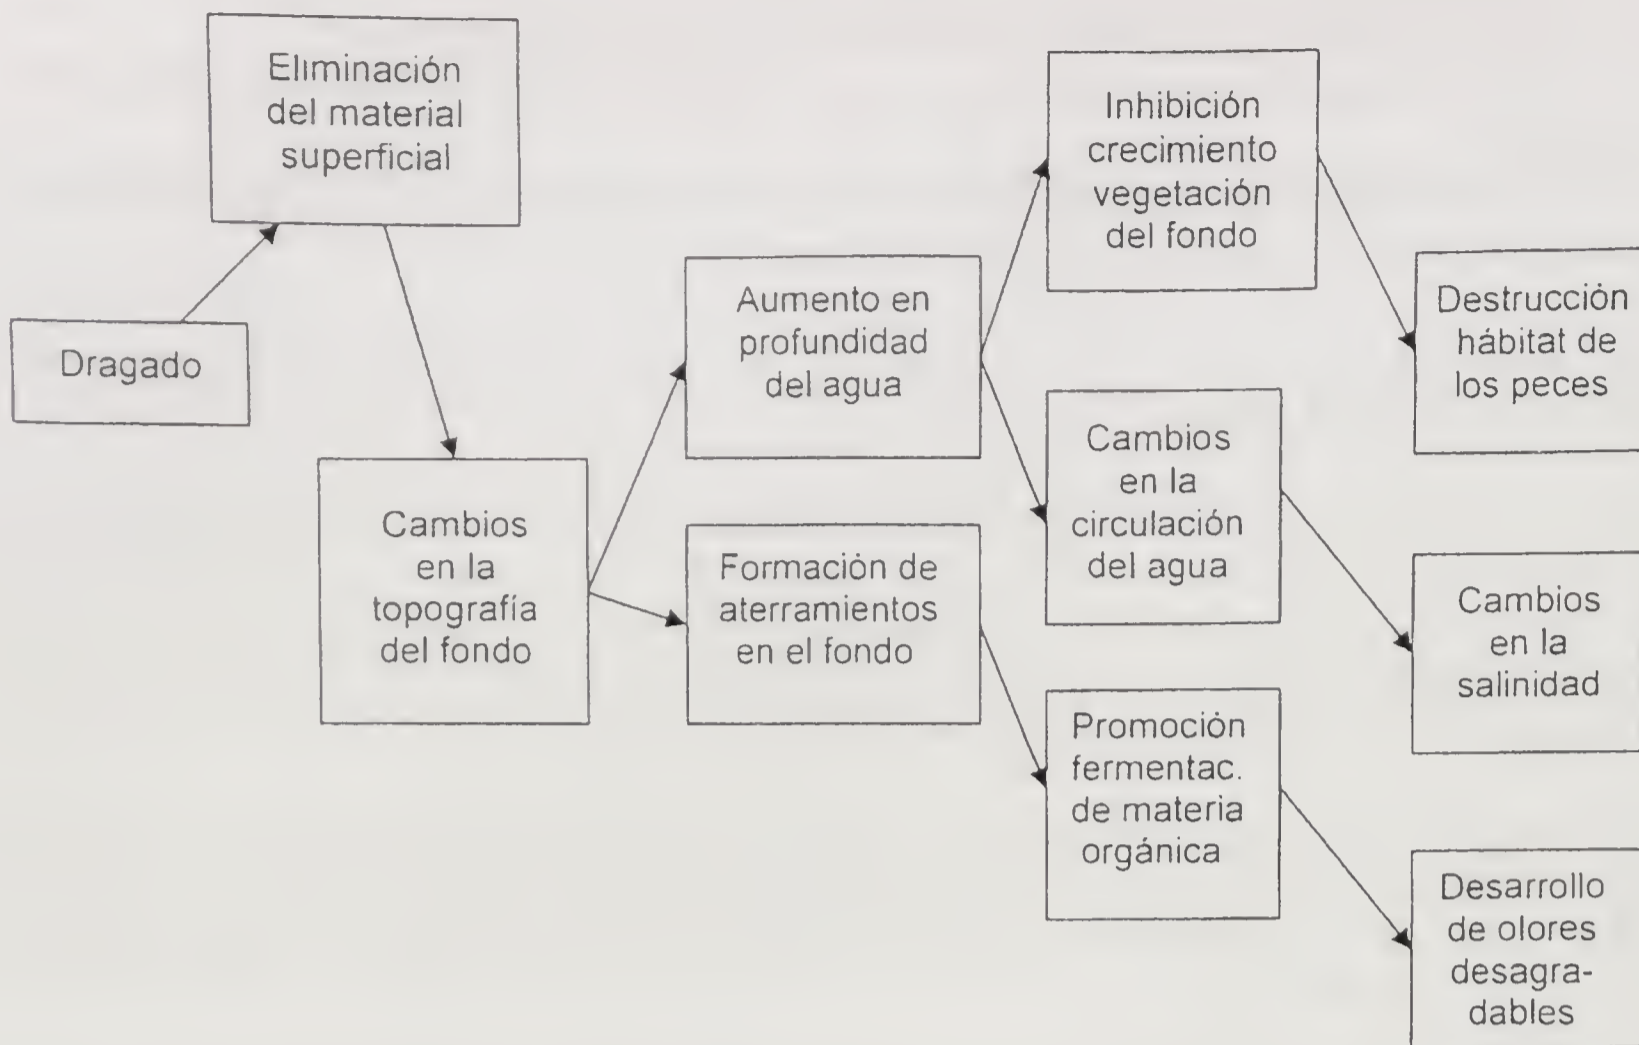 Eliminación
del material
superficial
Dragado
Cambios
en la
topografía
del fondo
Aumento en
profundidad
del agua
Formación de
aterramientos
en el fondo
Inhibición
crecimiento
vegetación
del fondo
Cambios
en la
circulación
del agua
Promoción
fermentac.
de materia
orgánica
Destrucción
hábitat de
los peces
Cambios
en la
salinidad
Desarrollo
de olores
desagra-
dables